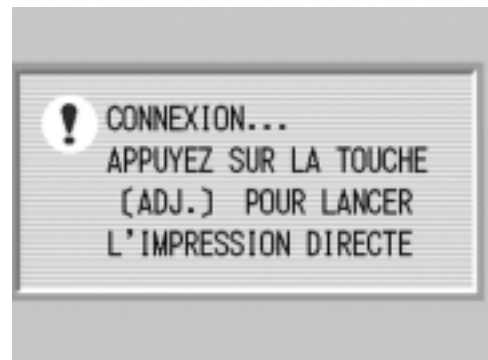 CONNEXION...
APPUYEZ SUR LA TOUCHE
(ADJ.) POUR LANCER
L'IMPRESSION DIRECTE